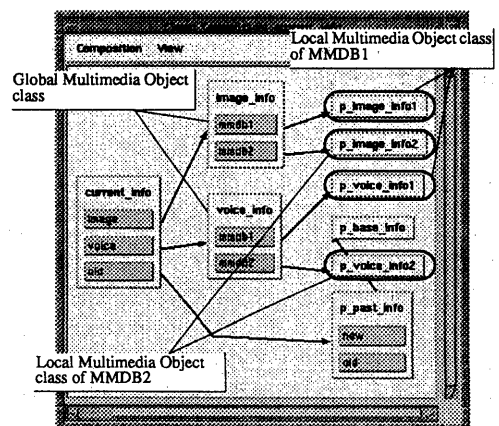 Composition View
Local Multimedia Object class
of MMDB1
Global Multimedia Object
class
image_info
mmdb1
mmdb2
p_image_info1
p_image_info2
p_voice_info1
current_info
image
voice
old
voice_info
mmdb1
mmdb2
p_base_info
p_voice_info2
p_past_info
new
old
Local Multimedia Object
class of MMDB2